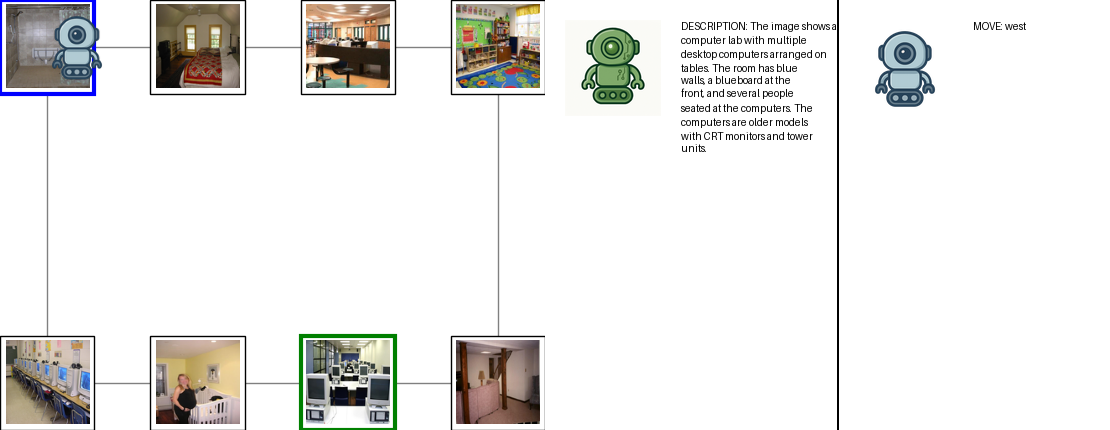 DESCRIPTION: The image shows a
computer lab with multiple
desktop computers arranged on
tables. The room has blue
walls, a blueboard at the
front, and several people
seated at the computers. The
computers are older models
with CRT monitors and tower
units.
MOVE: west